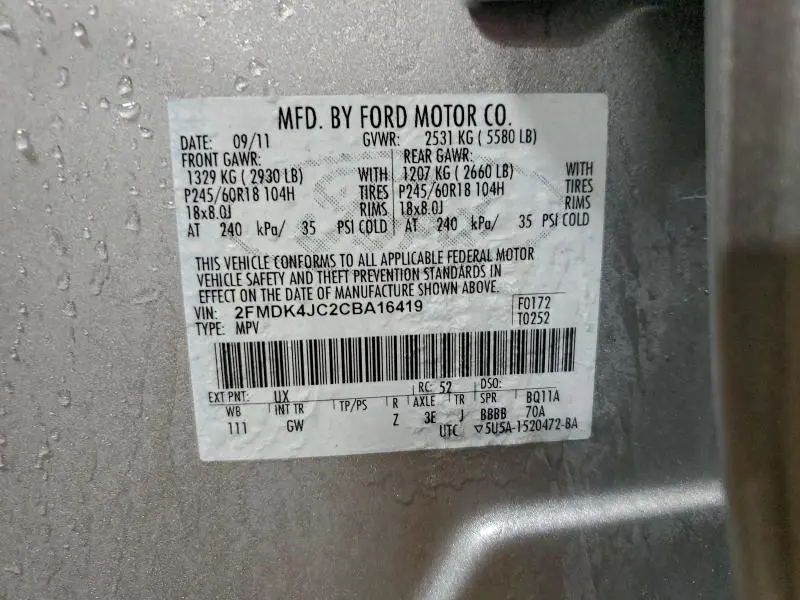 MFD. BY FORD MOTOR CO.
DATE: 09/11 GVWR: 2531 KG ( 5580 LB)
FRONT GAWR: REAR GAWR:
1329 KG ( 2930 LB) WITH 1207 KG ( 2660 LB) WITH
P245/60R18 104H TIRES P245/60R18 104H TIRES
18x8.0J RIMS 18x8.0J RIMS
AT 240 kPa/ 35 PSI COLD AT 240 kPa/ 35 PSI COLD
THIS VEHICLE CONFORMS TO ALL APPLICABLE FEDERAL MOTOR
VEHICLE SAFETY AND THEFT PREVENTION STANDARDS IN
EFFECT ON THE DATE OF MANUFACTURE SHOWN ABOVE.
VIN: 2FMDK4JC2CBA16419 F0172
TYPE: MPV T0252
EXT PNT: UX RC: 52 DSO:
WB INT TR TP/PS R AXLE TR SPR BQ11A
111 GW Z 3E J BBBB 70A
UTC ▽5U5A-1520472-BA